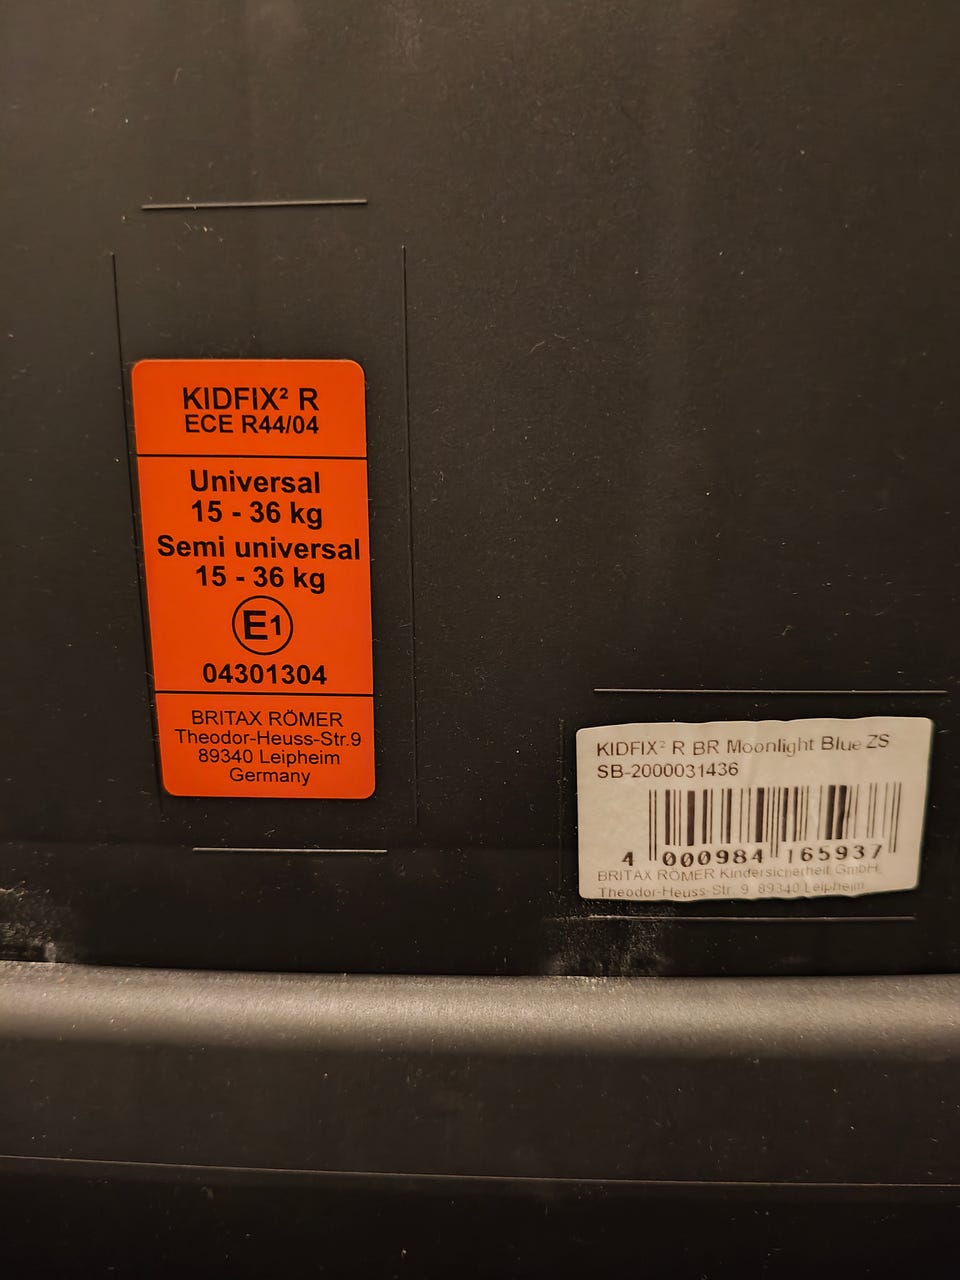 KIDFIX² R
ECE R44/04
Universal
15 - 36 kg
Semi universal
15 - 36 kg
E1
04301304
BRITAX RÖMER
Theodor-Heuss-Str.9
89340 Leipheim
Germany
KIDFIX² R BR Moonlight Blue ZS
SB-2000031436
4 000984 165937
BRITAX RÖMER Kindersicherheit GmbH,
Theodor-Heuss-Str. 9, 89340 Leipheim